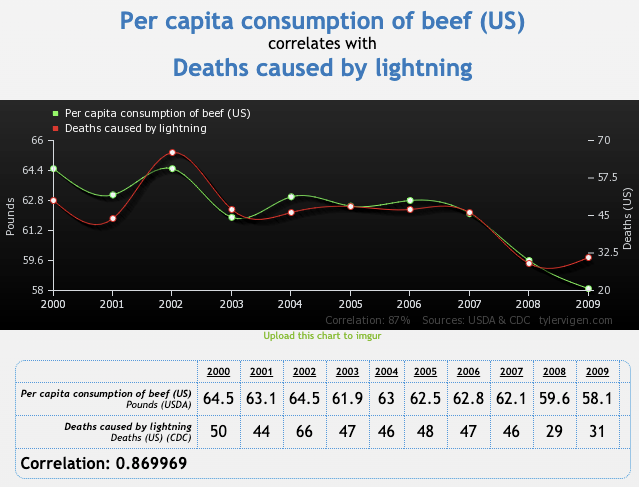 Per capita consumption of beef (US)
correlates with
Deaths caused by lightning
Per capita consumption of beef (US)
Deaths caused by lightning
66 70
64.4 57.5
62.8 45
61.2 32.5
59.6 20
58
Pounds
Deaths (US)
2000 2001 2002 2003 2004 2005 2006 2007 2008 2009
Correlation: 87% Sources: USDA & CDC tylervigen.com
Upload this chart to imgur
2000 2001 2002 2003 2004 2005 2006 2007 2008 2009
Per capita consumption of beef (US) 64.5 63.1 64.5 61.9 63 62.5 62.8 62.1 59.6 58.1
Pounds (USDA)
Deaths caused by lightning 50 44 66 47 46 48 47 46 29 31
Deaths (US) (CDC)
Correlation: 0.869969